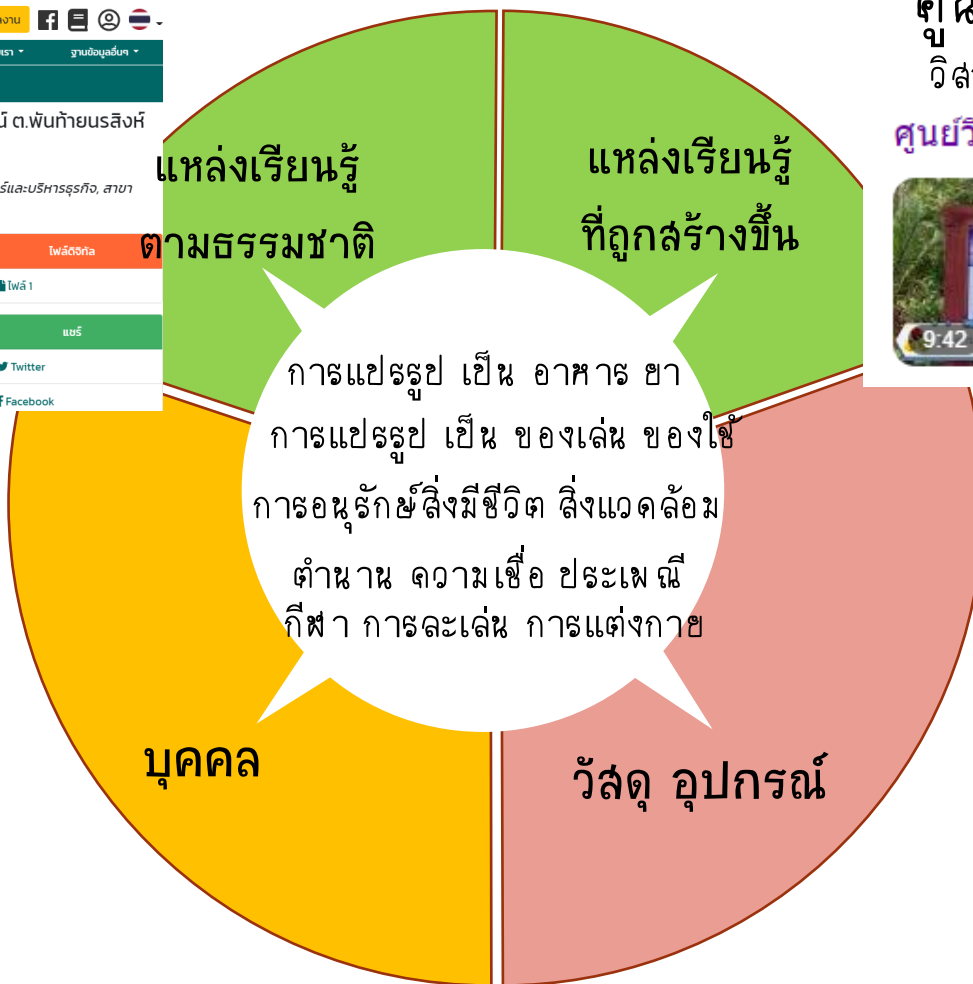 ฐานข้อมูลอื่นๆ
ต.พันท้ายนรสิงห์
ไฟล์ดิจิทัล
ไฟล์ 1
แชร์
Twitter
Facebook
แหล่งเรียนรู้
ตามธรรมชาติ
แหล่งเรียนรู้
ที่ถูกสร้างขึ้น
9:42
การแปรรูป เป็น อาหาร ยา
การแปรรูป เป็น ของเล่น ของใช้
การอนุรักษ์สิ่งมีชีวิต สิ่งแวดล้อม
ตำนาน ความเชื่อ ประเพณี
กีฬา การละเล่น การแต่งกาย
บุคคล
วัสดุ อุปกรณ์